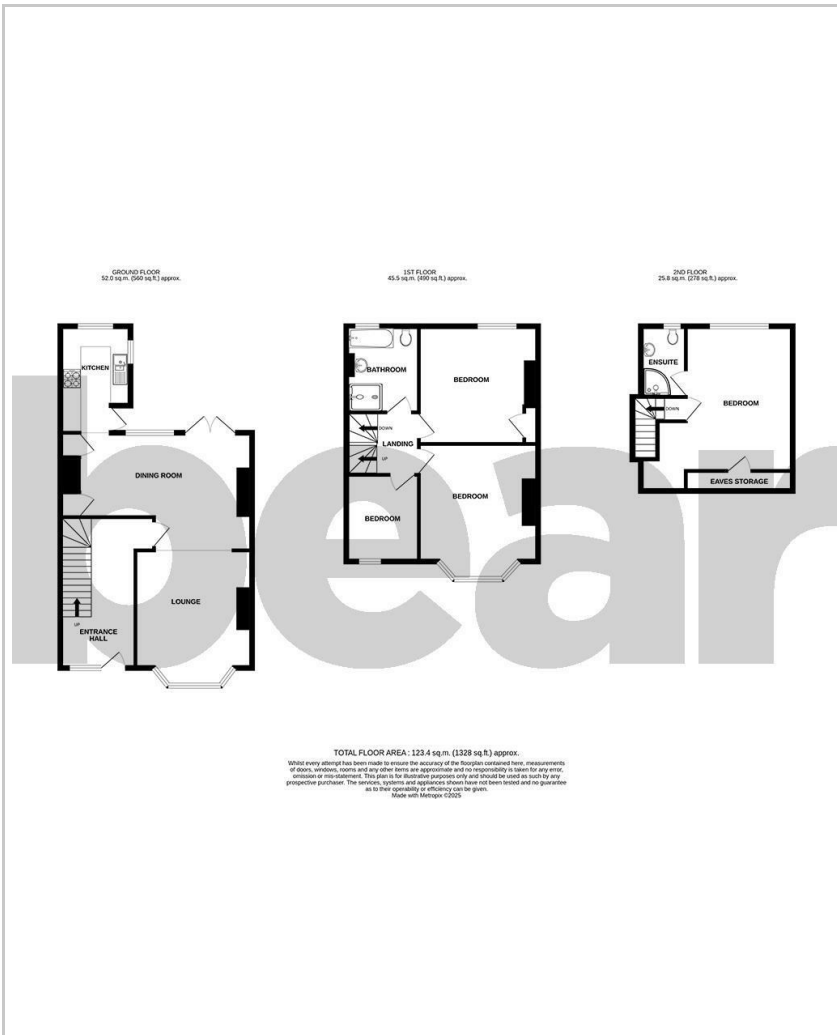 GROUND FLOOR
52.0 sq.m. (560 sq.ft.) approx.
KITCHEN
DINING ROOM
LOUNGE
UP
ENTRANCE
HALL
1ST FLOOR
45.5 sq.m. (490 sq.ft.) approx.
BATHROOM
BEDROOM
DOWN
LANDING
UP
BEDROOM
BEDROOM
2ND FLOOR
25.8 sq.m. (278 sq.ft.) approx.
ENSUITE
DOWN
BEDROOM
EAVES STORAGE
bear
TOTAL FLOOR AREA : 123.4 sq.m. (1328 sq.ft.) approx.
Whilst every attempt has been made to ensure the accuracy of the floorplan contained here, measurements
of doors, windows, rooms and any other items are approximate and no responsibility is taken for any error,
omission or mis-statement. This plan is for illustrative purposes only and should be used as such by any
prospective purchaser. The services, systems and appliances shown have not been tested and no guarantee
as to their operability or efficiency can be given.
Made with Metropix ©2025